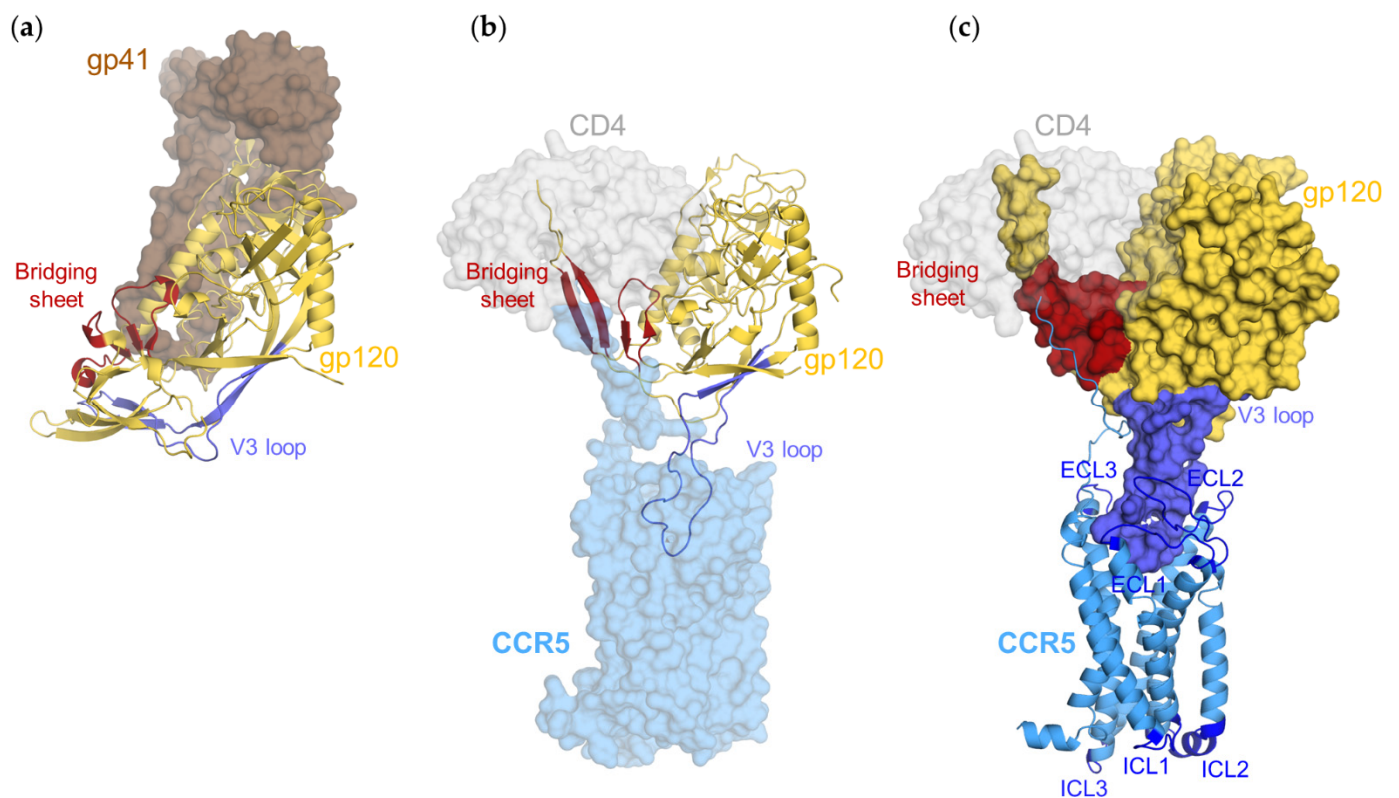 (a)
gp41
Bridging
sheet
gp120
V3 loop
(b)
CD4
Bridging
sheet
gp120
V3 loop
CCR5
(c)
CD4
gp120
Bridging
sheet
V3 loop
ECL3
ECL2
ECL1
CCR5
ICL1
ICL2
ICL3